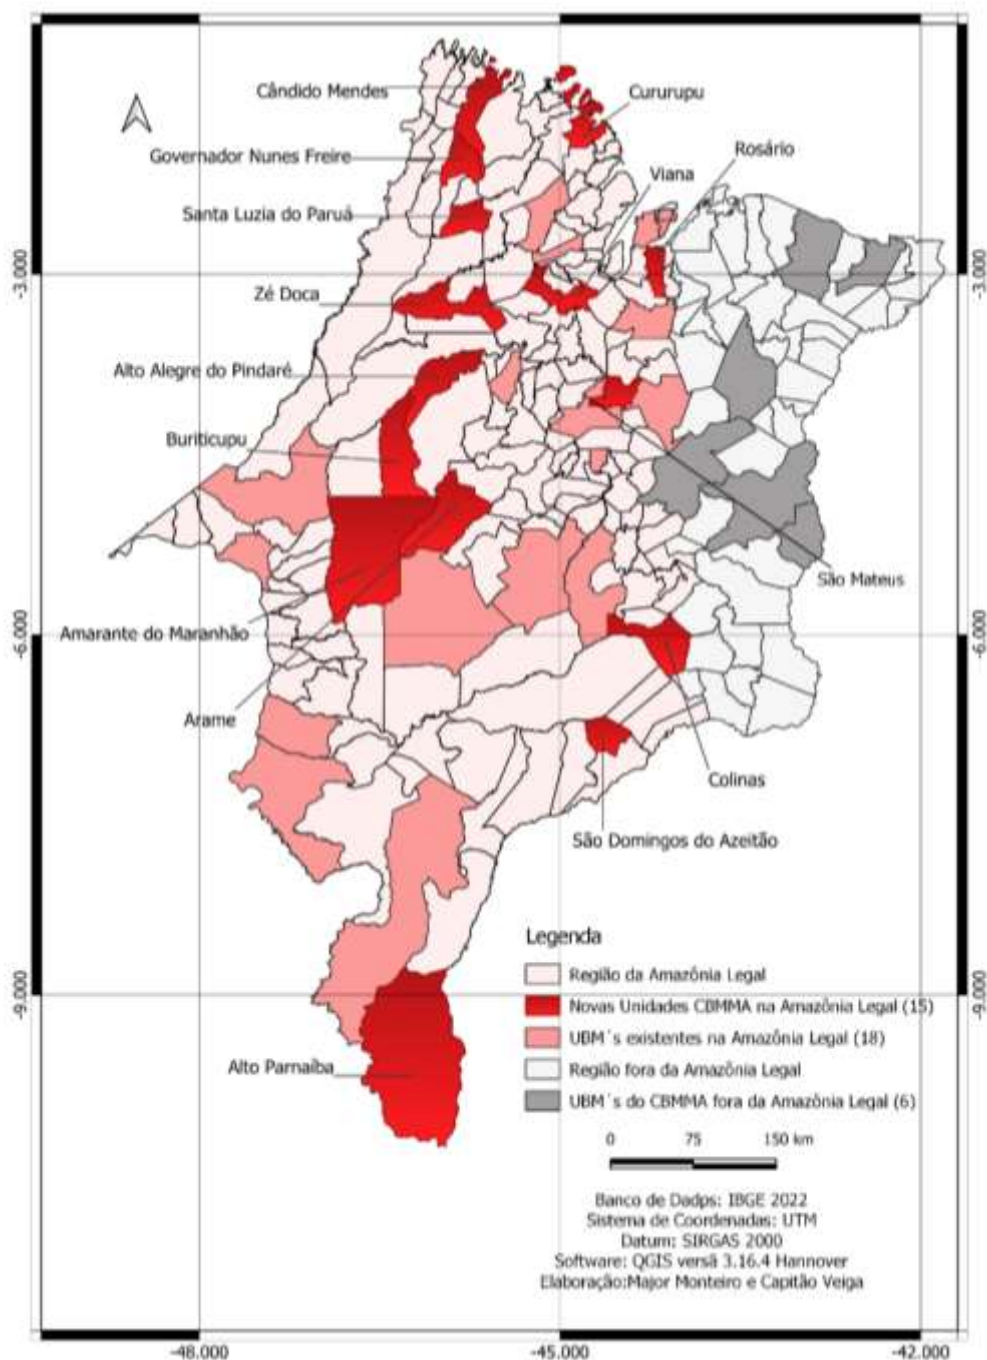 Cândido Mendes
Cururupu
Governador Nunes Freire
Rosário
Viana
Santa Luzia do Paruá
-3.000
-3.000
Zé Doca
Alto Alegre do Pindaré
Buriticupu
São Mateus
Amarante do Maranhão
-6.000
-6.000
Arame
Colinas
São Domingos do Azeitão
Legenda
Região da Amazônia Legal
-9.000
-9.000
Novas Unidades CBMMA na Amazônia Legal (15)
UBM´s existentes na Amazônia Legal (18)
Alto Parnaíba
Região fora da Amazônia Legal
UBM´s do CBMMA fora da Amazônia Legal (6)
0 75 150 km
Banco de Dadps: IBGE 2022
Sistema de Coordenadas: UTM
Datum: SIRGAS 2000
Software: QGIS versã 3.16.4 Hannover
Elaboração:Major Monteiro e Capitão Veiga
-48.000 -45.000 -42.000